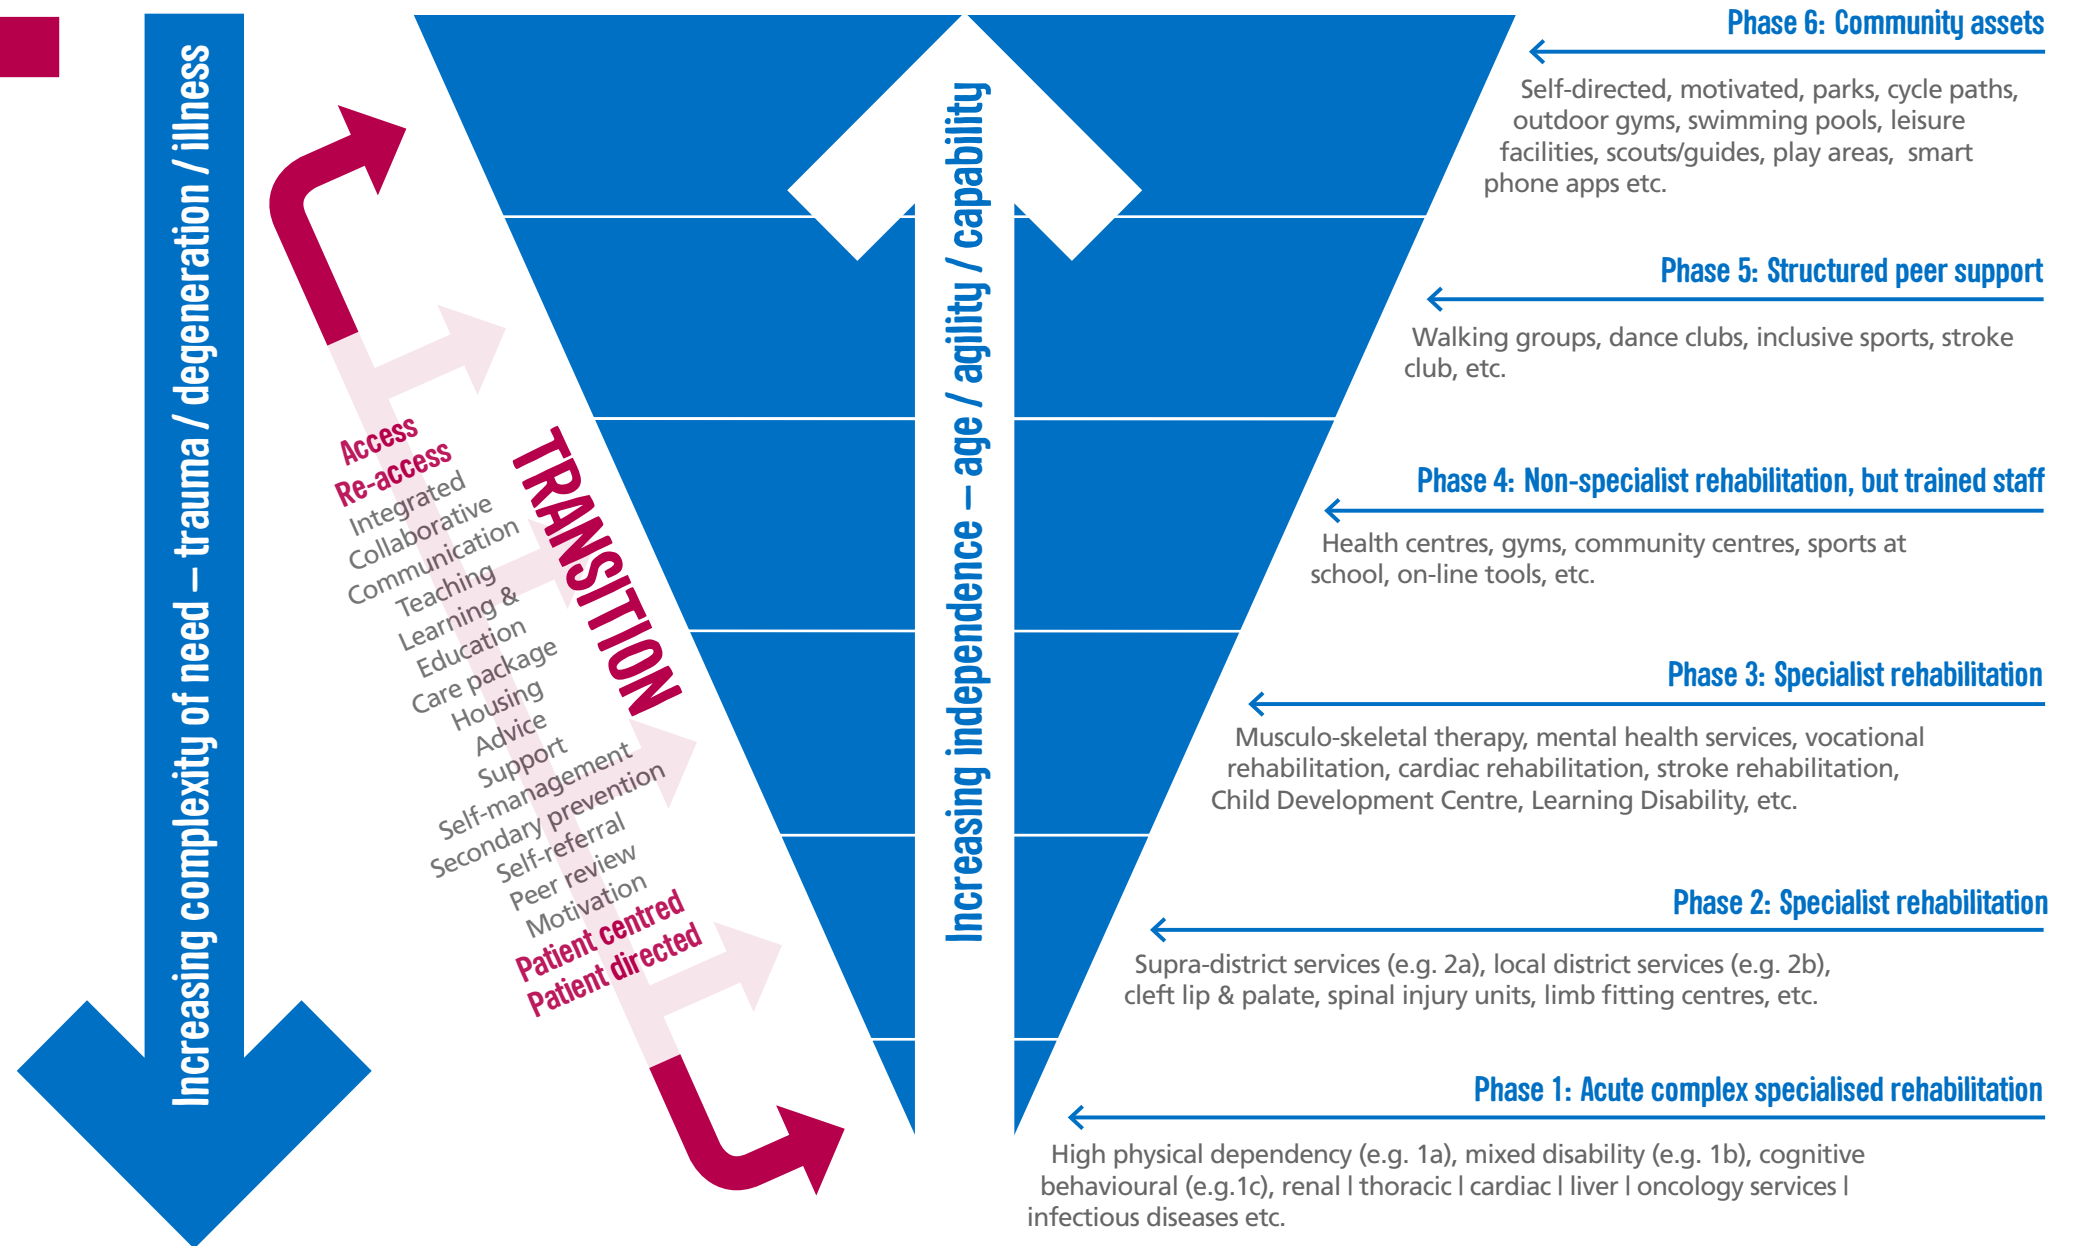 Increasing complexity of need – trauma / degeneration / illness
Access
Re-access
Integrated
Collaborative
Communication
Teaching
Learning &
Education
Care package
Housing
Advice
Support
Self-management
Secondary prevention
Self-referral
Peer review
Motivation
Patient centred
Patient directed
TRANSITION
Increasing independence – age / agility / capability
Phase 6: Community assets
Self-directed, motivated, parks, cycle paths,
outdoor gyms, swimming pools, leisure
facilities, scouts/guides, play areas, smart
phone apps etc.
Phase 5: Structured peer support
Walking groups, dance clubs, inclusive sports, stroke
club, etc.
Phase 4: Non-specialist rehabilitation, but trained staff
Health centres, gyms, community centres, sports at
school, on-line tools, etc.
Phase 3: Specialist rehabilitation
Musculo-skeletal therapy, mental health services, vocational
rehabilitation, cardiac rehabilitation, stroke rehabilitation,
Child Development Centre, Learning Disability, etc.
Phase 2: Specialist rehabilitation
Supra-district services (e.g. 2a), local district services (e.g. 2b),
cleft lip & palate, spinal injury units, limb fitting centres, etc.
Phase 1: Acute complex specialised rehabilitation
High physical dependency (e.g. 1a), mixed disability (e.g. 1b), cognitive
behavioural (e.g.1c), renal l thoracic l cardiac l liver l oncology services l
infectious diseases etc.